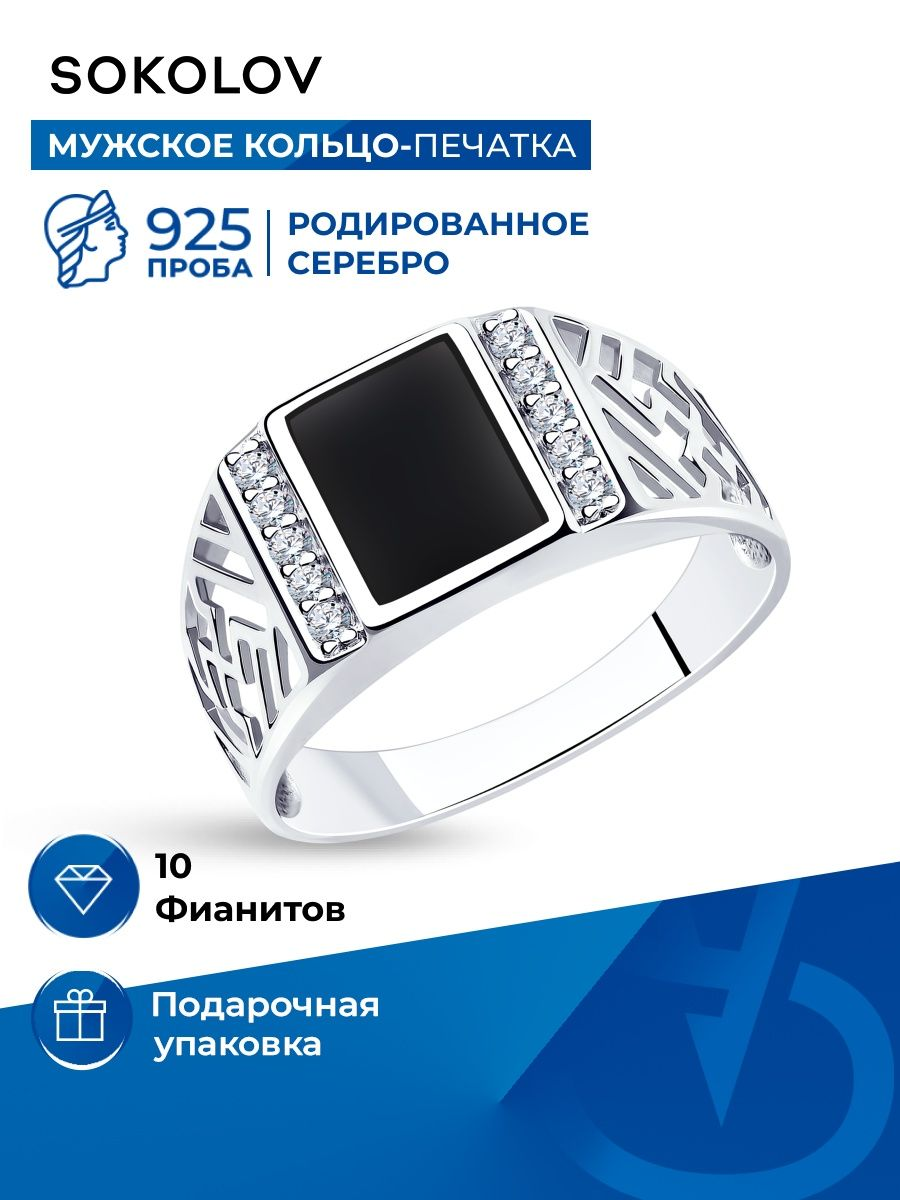 SOKOLOV
МУЖСКОЕ КОЛЬЦО-ПЕЧАТКА
925
ПРОБА
РОДИРОВАННОЕ
СЕРЕБРО
10
Фианитов
Подарочная
упаковка